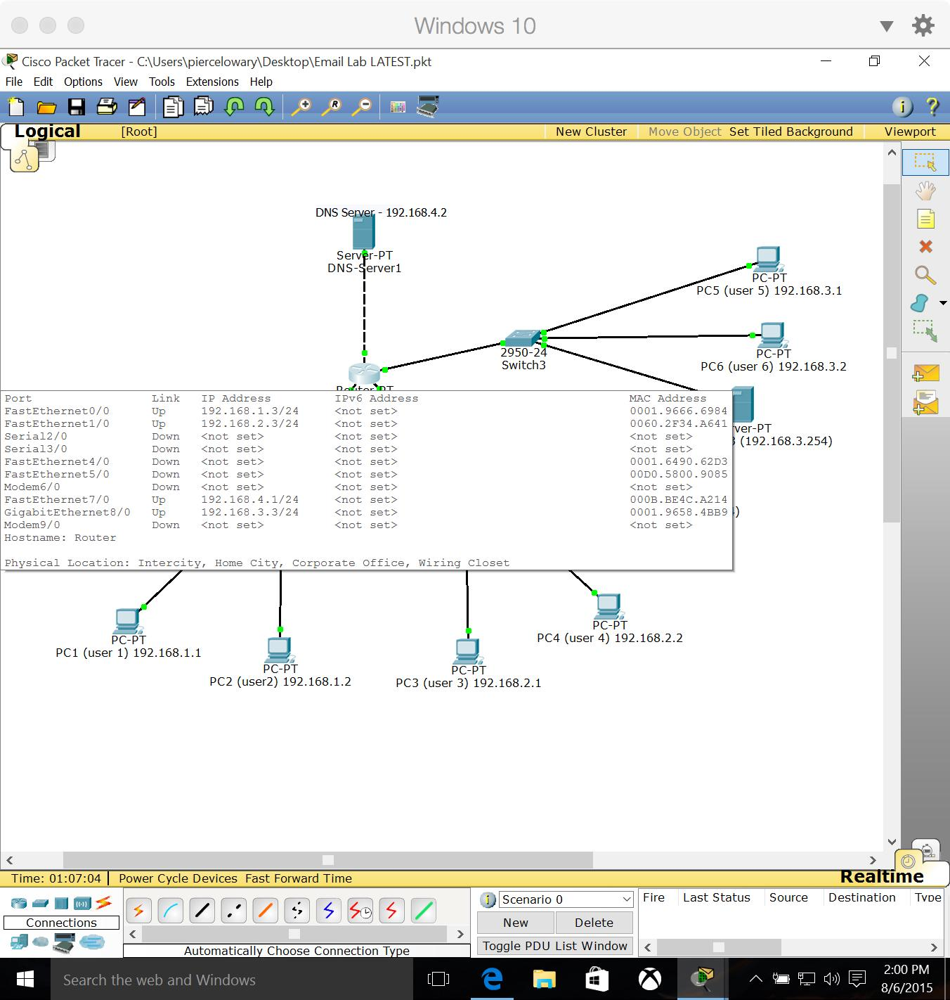 Windows 10
Cisco Packet Tracer - C:\Users\piercelowary\Desktop\Email Lab LATEST.pkt
File Edit Options View Tools Extensions Help
Logical [Root] New Cluster Move Object Set Tiled Background Viewport
DNS Server - 192.168.4.2
Server-PT
DNS-Server1
PC-PT
PC5 (user 5) 192.168.3.1
2950-24
Switch3
PC-PT
PC6 (user 6) 192.168.3.2
Router-PT
Port Link IP Address IPv6 Address MAC Address
FastEthernet0/0 Up 192.168.1.3/24 <not set> 0001.9666.6984
FastEthernet1/0 Up 192.168.2.3/24 <not set> 0060.2F34.A641
Serial2/0 Down <not set> <not set> <not set>
Serial3/0 Down <not set> <not set> <not set>
FastEthernet4/0 Down <not set> <not set> 0001.6490.62D3
FastEthernet5/0 Down <not set> <not set> 00D0.5800.9085
Modem6/0 Down <not set> <not set> <not set>
FastEthernet7/0 Up 192.168.4.1/24 <not set> 000B.BE4C.A214
GigabitEthernet8/0 Up 192.168.3.3/24 <not set> 0001.9658.4BB9
Modem9/0 Down <not set> <not set> <not set>
Hostname: Router
Physical Location: Intercity, Home City, Corporate Office, Wiring Closet
ver-PT
3 (192.168.3.254)
)
PC-PT
PC1 (user 1) 192.168.1.1
PC-PT
PC2 (user2) 192.168.1.2
PC-PT
PC3 (user 3) 192.168.2.1
PC-PT
PC4 (user 4) 192.168.2.2
Time: 01:07:04 Power Cycle Devices Fast Forward Time Realtime
Connections
Automatically Choose Connection Type
Scenario 0
New Delete
Toggle PDU List Window
Fire Last Status Source Destination Type
Search the web and Windows
2:00 PM
8/6/2015